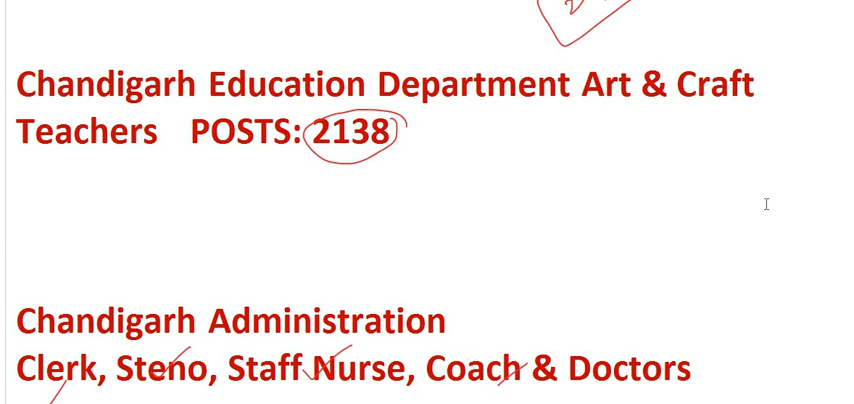 Chandigarh Education Department Art & Craft
Teachers POSTS: 2138
Chandigarh Administration
Clerk, Steno, Staff Nurse, Coach & Doctors